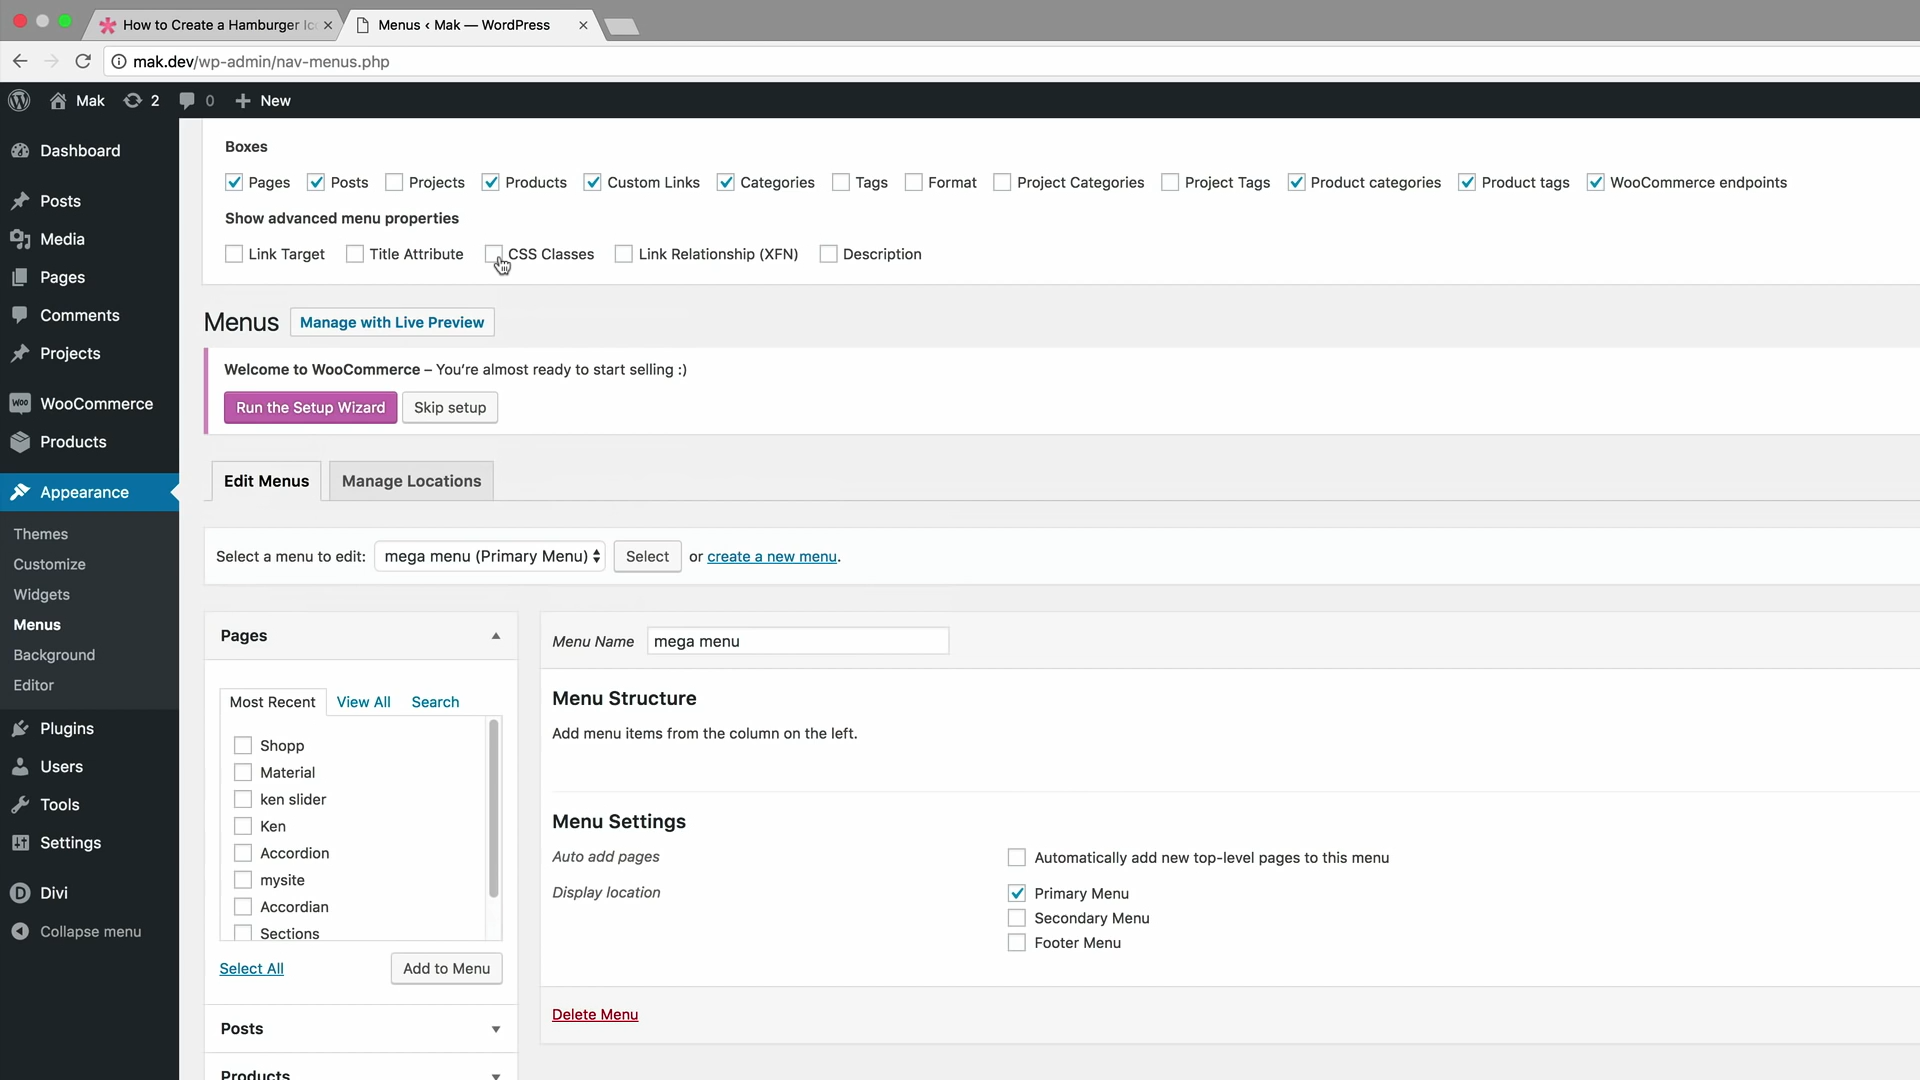 How to Create a Hamburger Ic
Menus ‹ Mak — WordPress
mak.dev/wp-admin/nav-menus.php
Mak 2 0 New
Boxes
Pages Posts Projects Products Custom Links Categories Tags Format Project Categories Project Tags Product categories Product tags WooCommerce endpoints
Show advanced menu properties
Link Target Title Attribute CSS Classes Link Relationship (XFN) Description
Dashboard
Posts
Media
Pages
Comments
Projects
WooCommerce
Products
Appearance
Themes
Customize
Widgets
Menus
Background
Editor
Plugins
Users
Tools
Settings
Divi
Collapse menu
Menus Manage with Live Preview
Welcome to WooCommerce – You're almost ready to start selling :)
Run the Setup Wizard Skip setup
Edit Menus Manage Locations
Select a menu to edit: mega menu (Primary Menu) Select or create a new menu.
Pages
Most Recent View All Search
Shopp
Material
ken slider
Ken
Accordion
mysite
Accordian
Sections
Select All Add to Menu
Posts
Products
Menu Name mega menu
Menu Structure
Add menu items from the column on the left.
Menu Settings
Auto add pages Automatically add new top-level pages to this menu
Display location Primary Menu
Secondary Menu
Footer Menu
Delete Menu